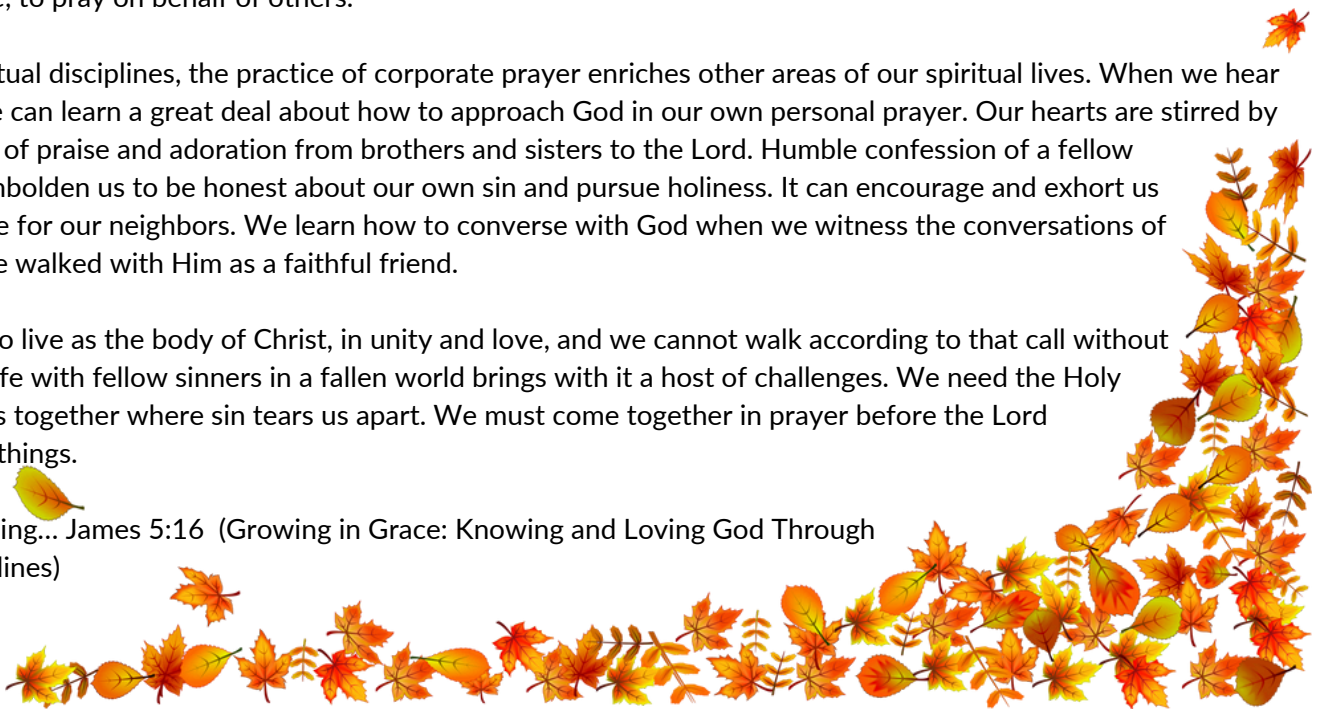 to pray on behalf of others.
tual disciplines, the practice of corporate prayer enriches other areas of our spiritual lives. When we hear
e can learn a great deal about how to approach God in our own personal prayer. Our hearts are stirred by
of praise and adoration from brothers and sisters to the Lord. Humble confession of a fellow
nbolden us to be honest about our own sin and pursue holiness. It can encourage and exhort us
e for our neighbors. We learn how to converse with God when we witness the conversations of
e walked with Him as a faithful friend.
o live as the body of Christ, in unity and love, and we cannot walk according to that call without
ife with fellow sinners in a fallen world brings with it a host of challenges. We need the Holy
s together where sin tears us apart. We must come together in prayer before the Lord
things.
ing... James 5:16 (Growing in Grace: Knowing and Loving God Through
lines)